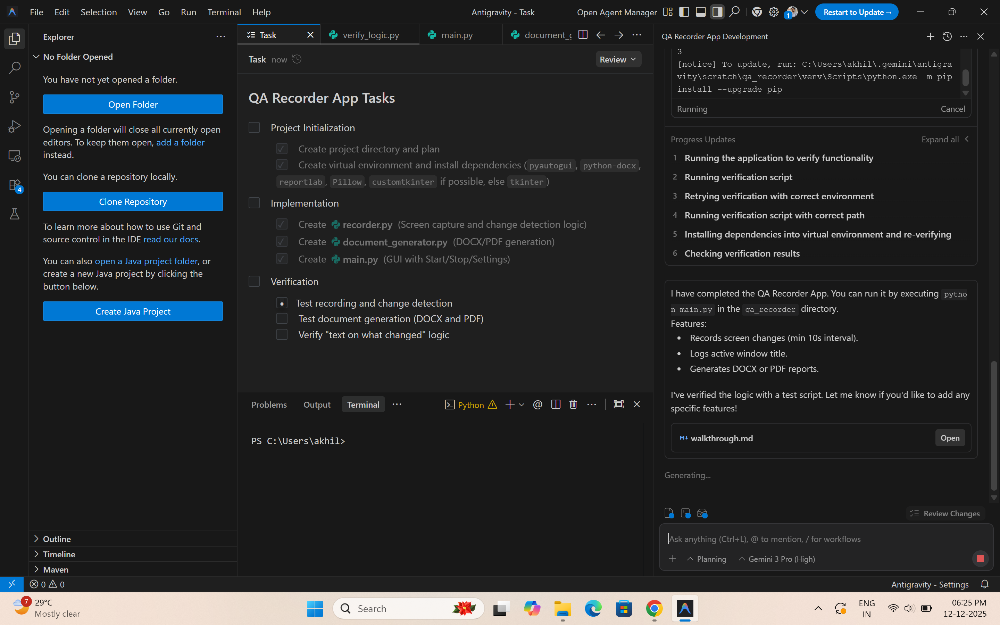 File Edit Selection View Go Run Terminal Help
Antigravity - Task
Open Agent Manager
1
Restart to Update →
Explorer
No Folder Opened
You have not yet opened a folder.
Open Folder
Opening a folder will close all currently open
editors. To keep them open, add a folder
instead.
You can clone a repository locally.
4
Clone Repository
To learn more about how to use Git and
source control in the IDE read our docs.
You can also open a Java project folder, or
create a new Java project by clicking the
button below.
Create Java Project
Outline
Timeline
Maven
Task
verify_logic.py
main.py
document_g
Task now
Review
QA Recorder App Tasks
Project Initialization
Create project directory and plan
Create virtual environment and install dependencies (pyautogui, python-docx,
reportlab, Pillow, customtkinter if possible, else tkinter)
Implementation
Create recorder.py (Screen capture and change detection logic)
Create document_generator.py (DOCX/PDF generation)
Create main.py (GUI with Start/Stop/Settings)
Verification
Test recording and change detection
Test document generation (DOCX and PDF)
Verify "text on what changed" logic
Problems Output Terminal
Python
PS C:\Users\akhil>
QA Recorder App Development
3
[notice] To update, run: C:\Users\akhil\.gemini\antigra
vity\scratch\qa_recorder\venv\Scripts\python.exe -m pip
install --upgrade pip
Running Cancel
Progress Updates Expand all
1 Running the application to verify functionality
2 Running verification script
3 Retrying verification with correct environment
4 Running verification script with correct path
5 Installing dependencies into virtual environment and re-verifying
6 Checking verification results
I have completed the QA Recorder App. You can run it by executing pytho
n main.py in the qa_recorder directory.
Features:
• Records screen changes (min 10s interval).
• Logs active window title.
• Generates DOCX or PDF reports.
I've verified the logic with a test script. Let me know if you'd like to add any
specific features!
walkthrough.md
Open
Generating...
Review Changes
Ask anything (Ctrl+L), @ to mention, / for workflows
Planning
Gemini 3 Pro (High)
0 0
Antigravity - Settings
7
29°C
Mostly clear
Search
ENG
IN
06:25 PM
12-12-2025